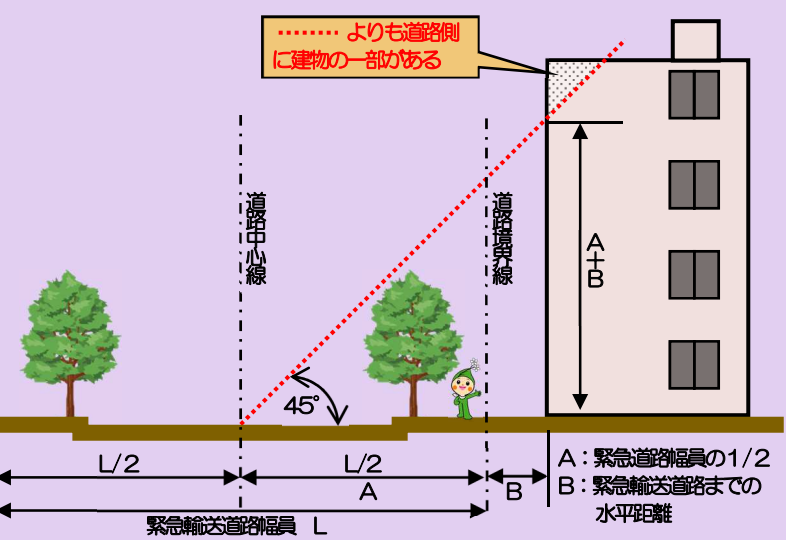 ・・・・・・・・よりも道路側
に建物の一部がある
道路中心線
道路境界線
A+B
45°
L/2
L/2
A
B
緊急輸送道路幅員 L
A：緊急道路幅員の1/2
B：緊急輸送道路までの
水平距離